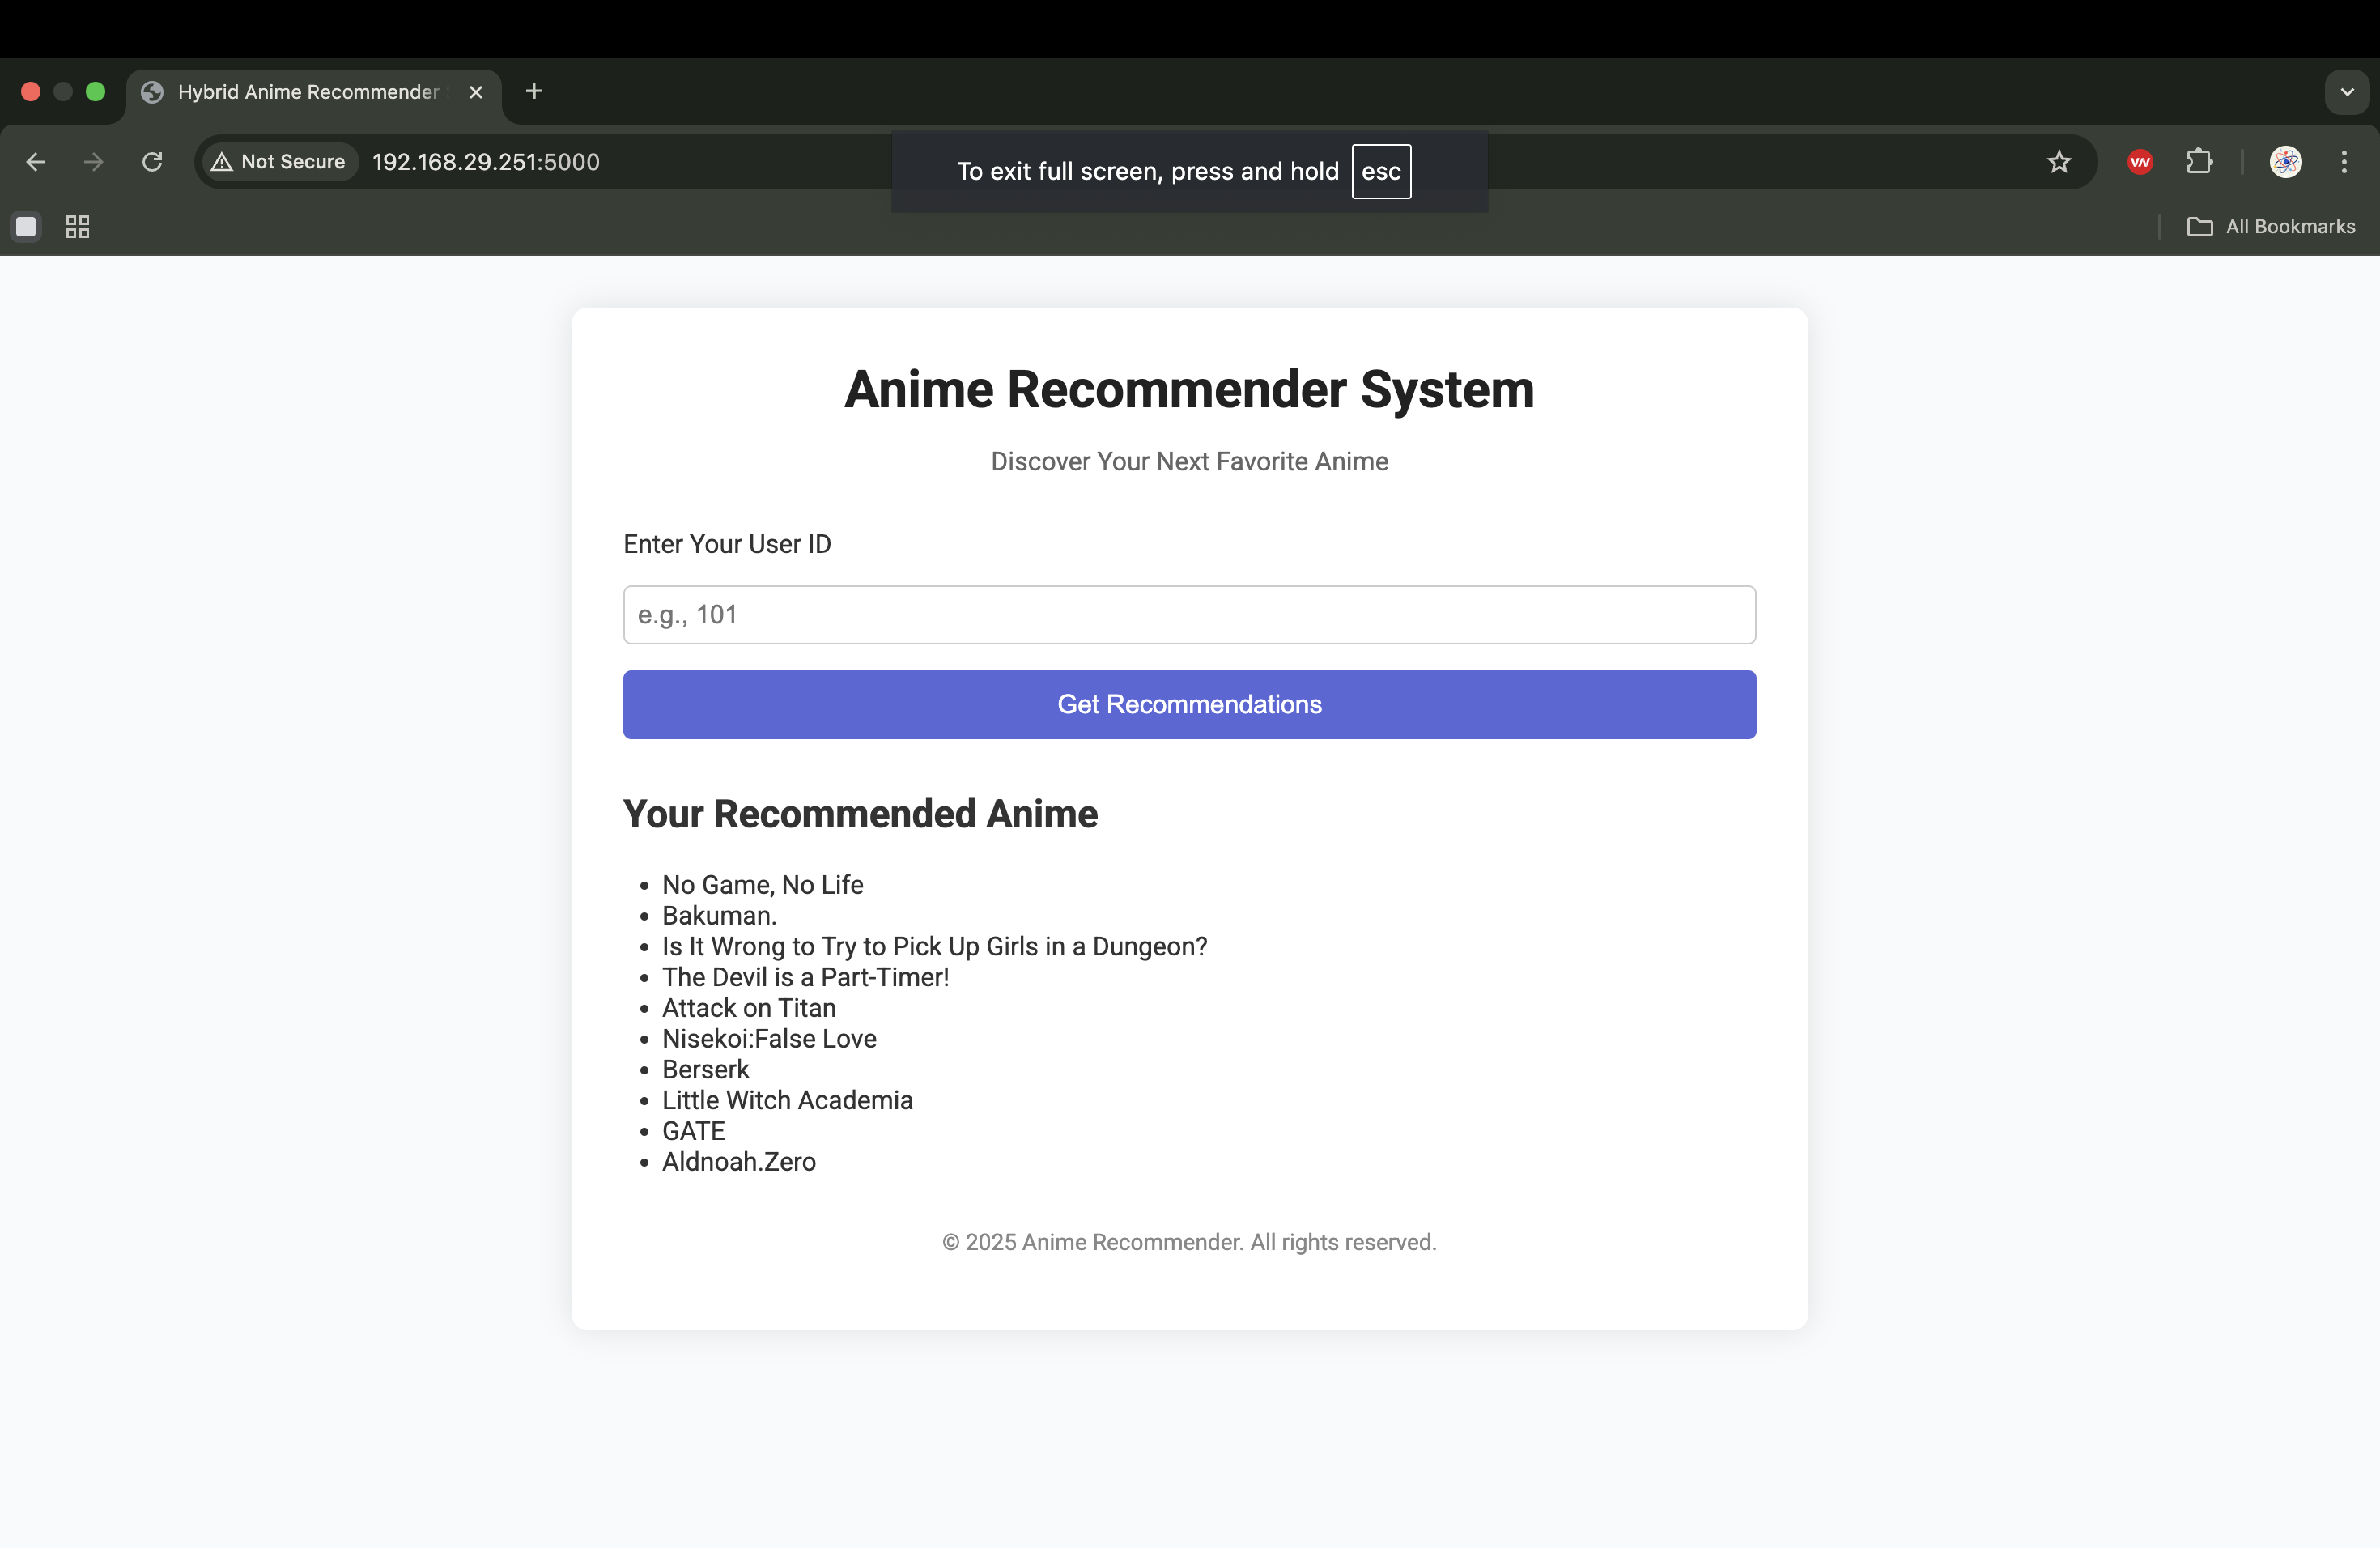 Hybrid Anime Recommender
Not Secure 192.168.29.251:5000
To exit full screen, press and hold esc
VN
All Bookmarks
Anime Recommender System
Discover Your Next Favorite Anime
Enter Your User ID
e.g., 101
Get Recommendations
Your Recommended Anime
• No Game, No Life
• Bakuman.
• Is It Wrong to Try to Pick Up Girls in a Dungeon?
• The Devil is a Part-Timer!
• Attack on Titan
• Nisekoi:False Love
• Berserk
• Little Witch Academia
• GATE
• Aldnoah.Zero
© 2025 Anime Recommender. All rights reserved.